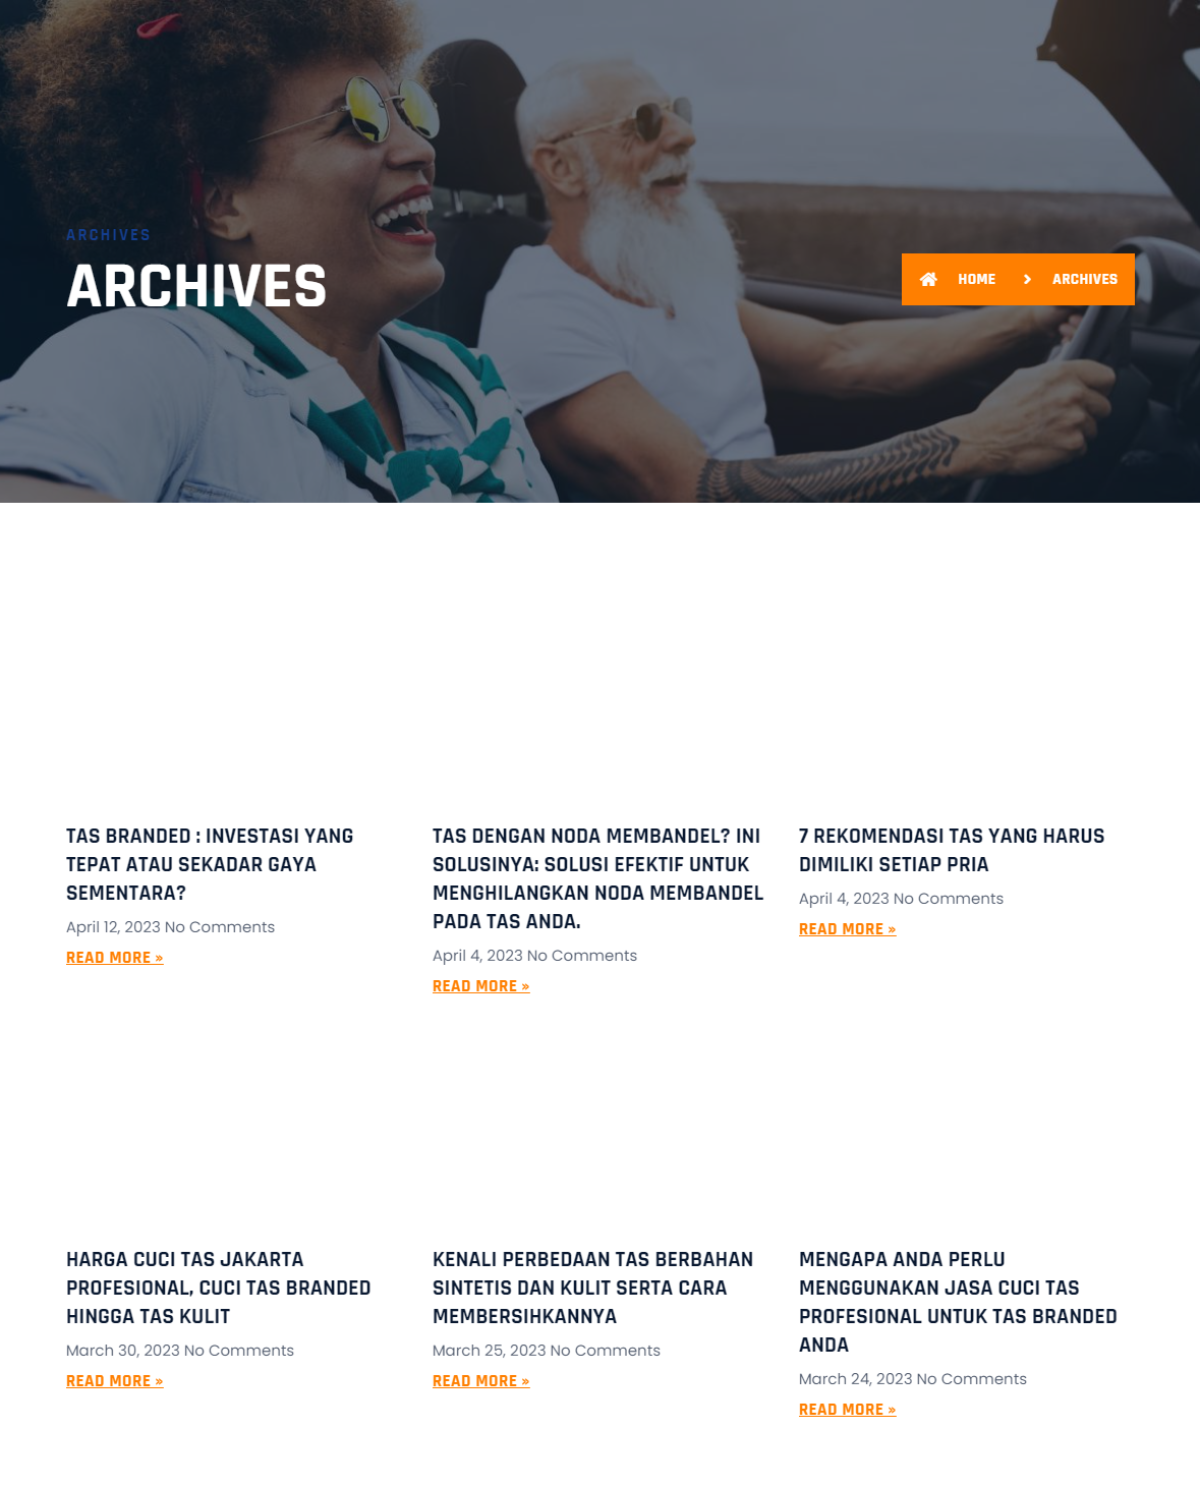 ARCHIVES
ARCHIVES
HOME > ARCHIVES
TAS BRANDED : INVESTASI YANG
TEPAT ATAU SEKADAR GAYA
SEMENTARA?
April 12, 2023 No Comments
READ MORE »
TAS DENGAN NODA MEMBANDEL? INI
SOLUSINYA: SOLUSI EFEKTIF UNTUK
MENGHILANGKAN NODA MEMBANDEL
PADA TAS ANDA.
April 4, 2023 No Comments
READ MORE »
7 REKOMENDASI TAS YANG HARUS
DIMILIKI SETIAP PRIA
April 4, 2023 No Comments
READ MORE »
HARGA CUCI TAS JAKARTA
PROFESIONAL, CUCI TAS BRANDED
HINGGA TAS KULIT
March 30, 2023 No Comments
READ MORE »
KENALI PERBEDAAN TAS BERBAHAN
SINTETIS DAN KULIT SERTA CARA
MEMBERSIHKANNYA
March 25, 2023 No Comments
READ MORE »
MENGAPA ANDA PERLU
MENGGUNAKAN JASA CUCI TAS
PROFESIONAL UNTUK TAS BRANDED
ANDA
March 24, 2023 No Comments
READ MORE »